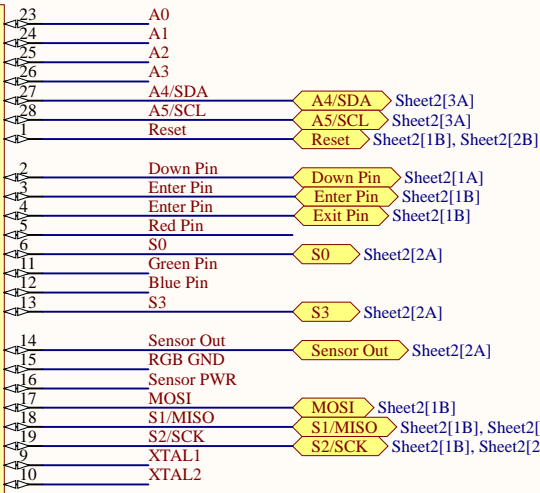 23 A0
24 A1
25 A2
26 A3
27 A4/SDA A4/SDA Sheet2[3A]
28 A5/SCL A5/SCL Sheet2[3A]
1 Reset Reset Sheet2[1B], Sheet2[2B]
2 Down Pin Down Pin Sheet2[1A]
3 Enter Pin Enter Pin Sheet2[1B]
4 Enter Pin Exit Pin Sheet2[1B]
5 Red Pin
6 S0 S0 Sheet2[2A]
11 Green Pin
12 Blue Pin
13 S3 S3 Sheet2[2A]
14 Sensor Out Sensor Out Sheet2[2A]
15 RGB GND
16 Sensor PWR
17 MOSI MOSI Sheet2[1B]
18 S1/MISO S1/MISO Sheet2[1B], Sheet2[
19 S2/SCK S2/SCK Sheet2[1B], Sheet2[2
9 XTAL1
10 XTAL2